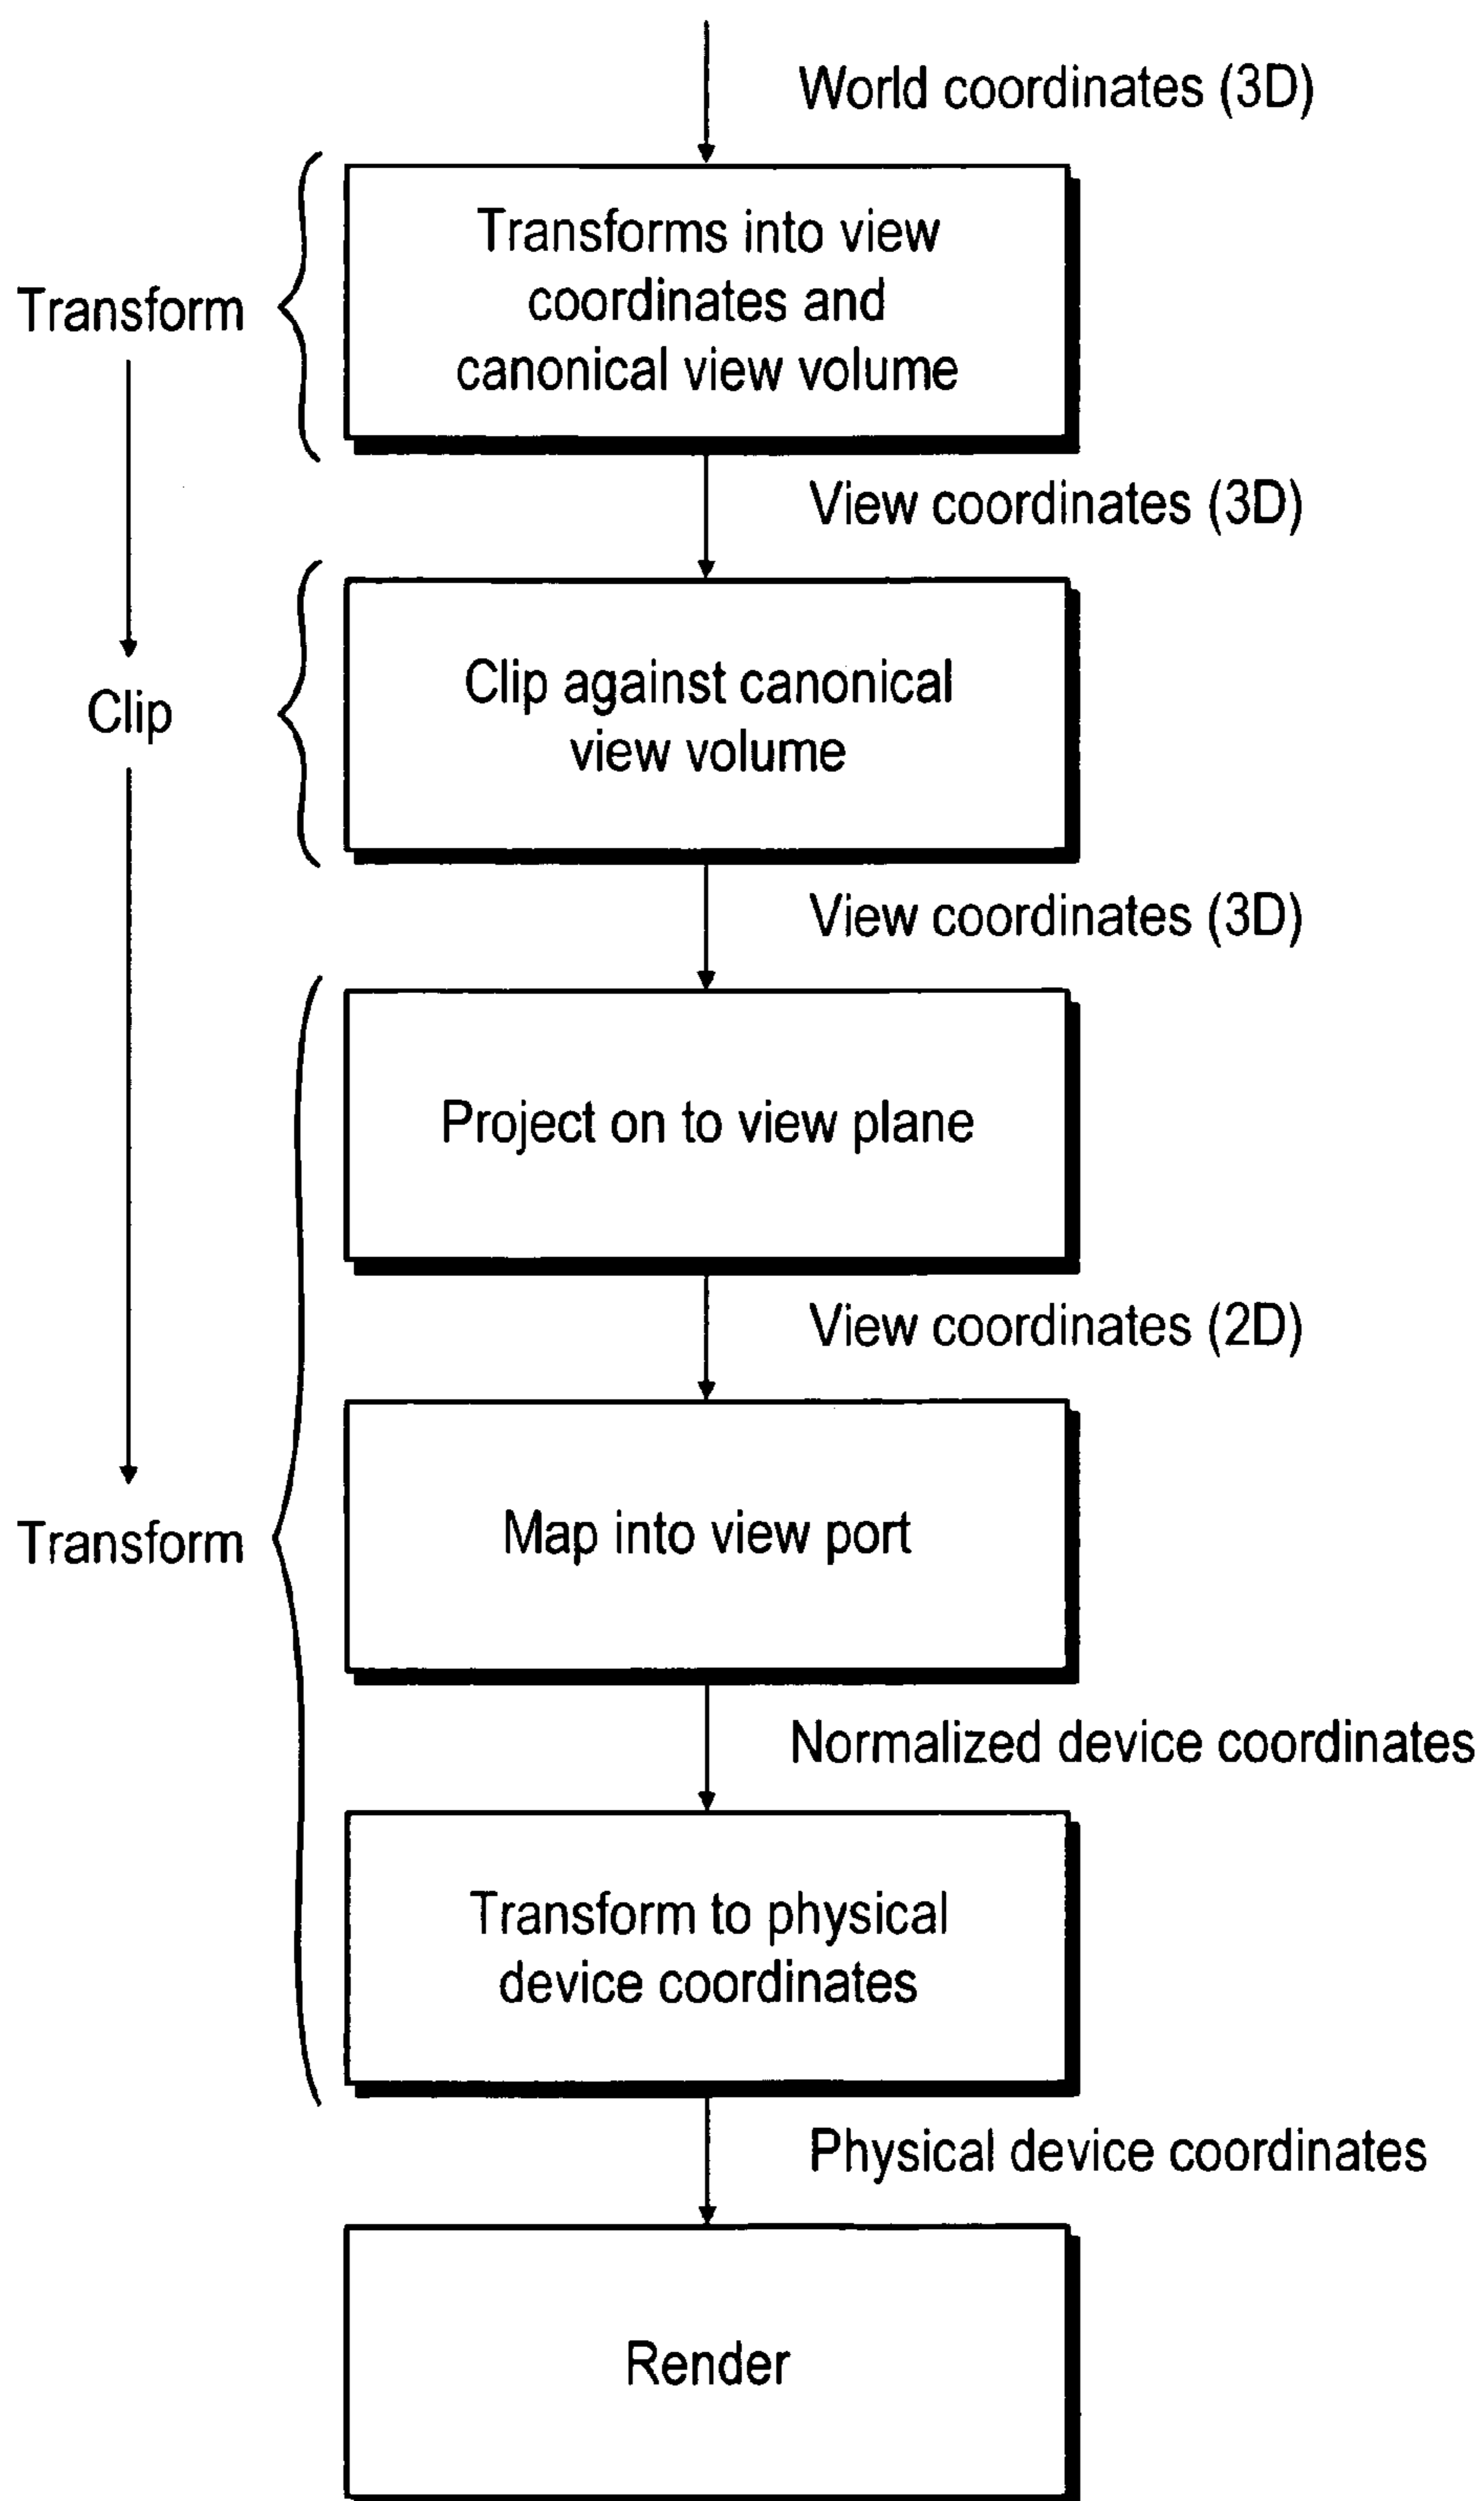 World coordinates (3D)
Transforms into view
coordinates and
canonical view volume
Transform
View coordinates (3D)
Clip against canonical
view volume
Clip
View coordinates (3D)
Project on to view plane
View coordinates (2D)
Map into view port
Transform
Normalized device coordinates
Transform to physical
device coordinates
Physical device coordinates
Render